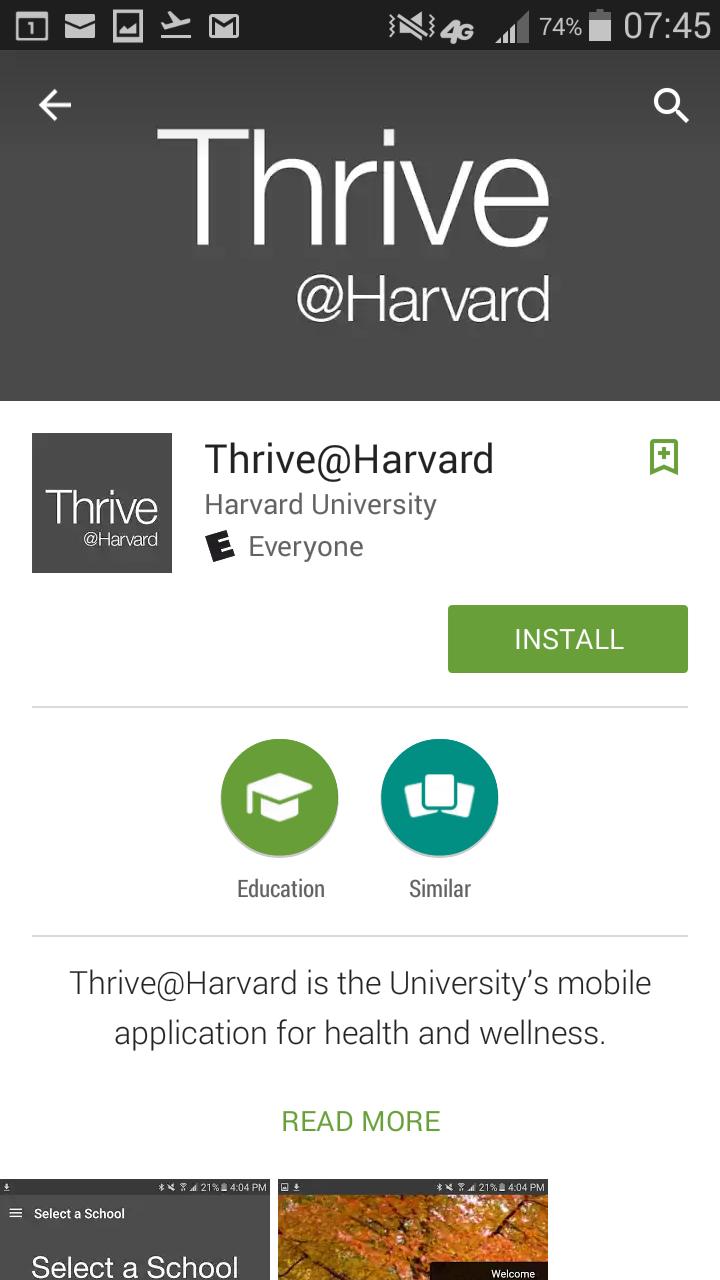 1 4G 74% 07:45
Thrive
@Harvard
Thrive
@Harvard
Thrive@Harvard
Harvard University
E Everyone
INSTALL
Education Similar
Thrive@Harvard is the University’s mobile
application for health and wellness.
READ MORE
21% 4:04 PM
Select a School
Select a School
21% 4:04 PM
Welcome